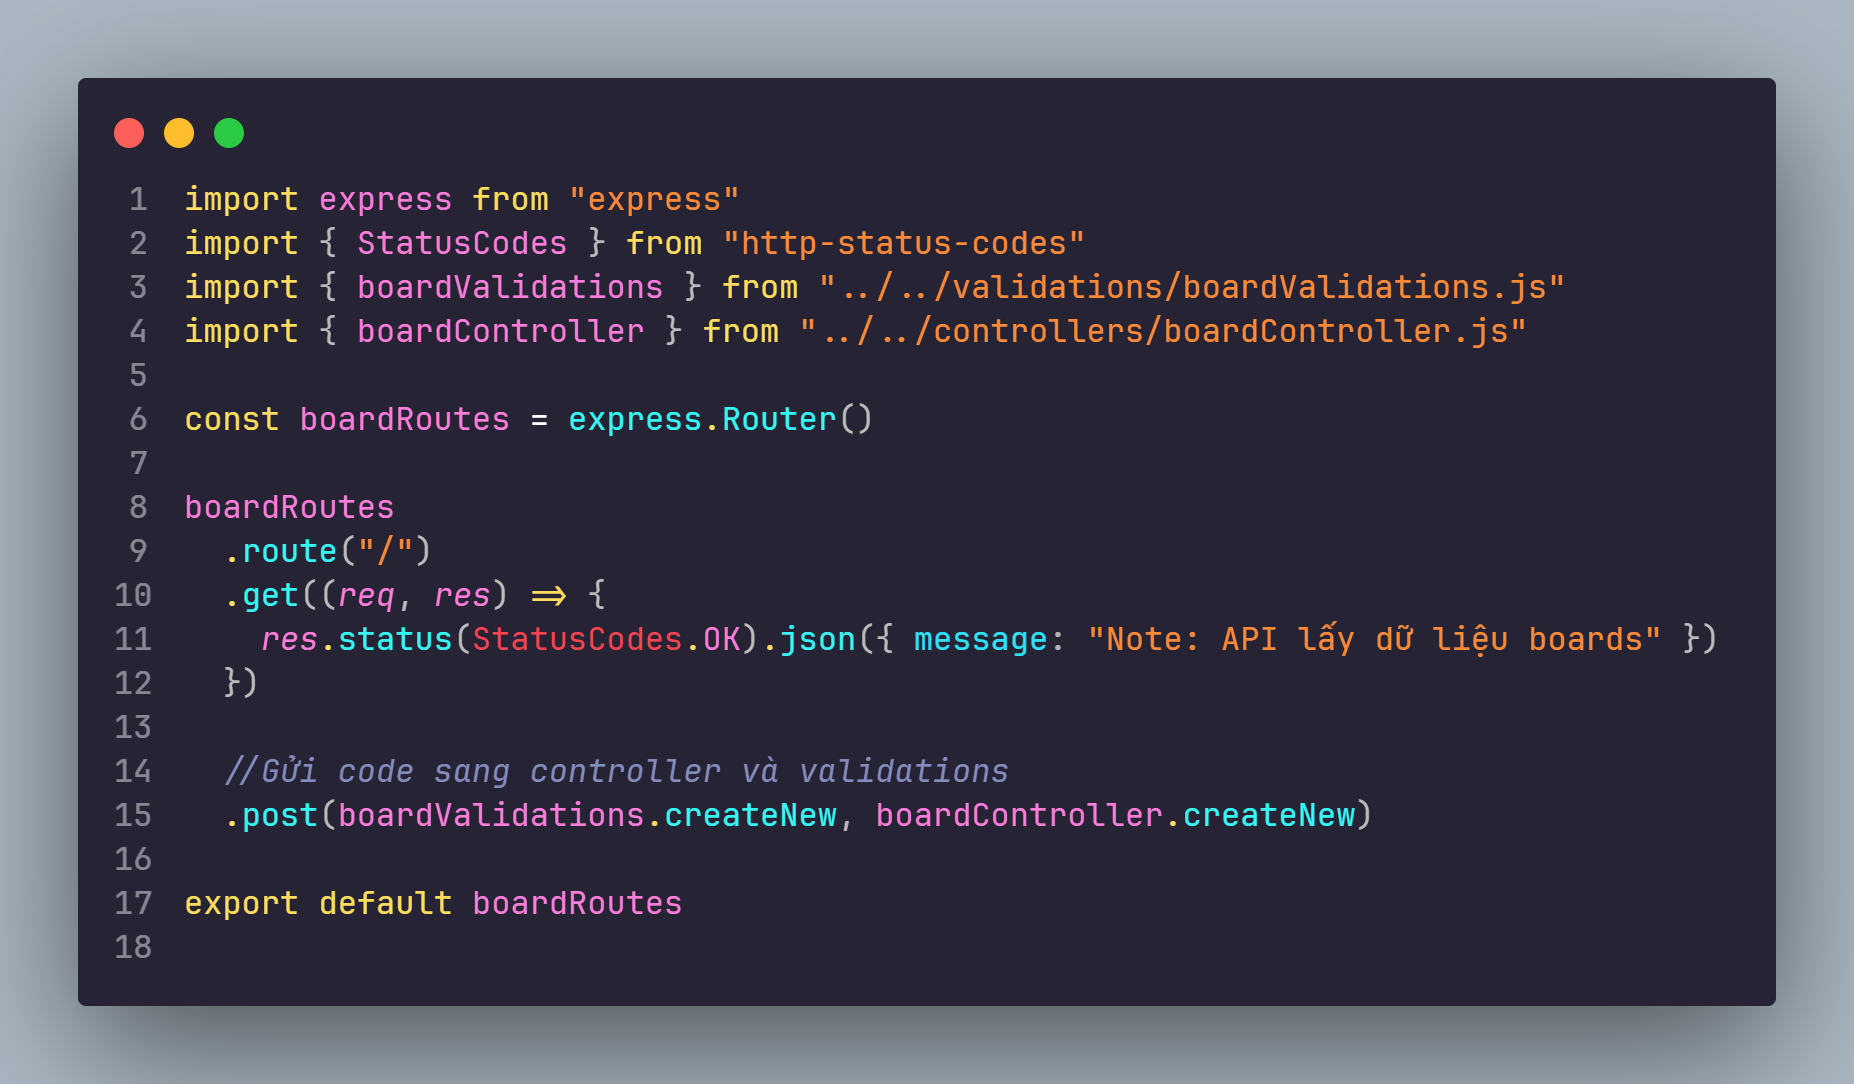 1 import express from "express"
2 import { StatusCodes } from "http-status-codes"
3 import { boardValidations } from "../../validations/boardValidations.js"
4 import { boardController } from "../../controllers/boardController.js"
5
6 const boardRoutes = express.Router()
7
8 boardRoutes
9   .route("/")
10   .get((req, res) => {
11     res.status(StatusCodes.OK).json({ message: "Note: API lấy dữ liệu boards" })
12   })
13
14   //Gửi code sang controller và validations
15   .post(boardValidations.createNew, boardController.createNew)
16
17 export default boardRoutes
18